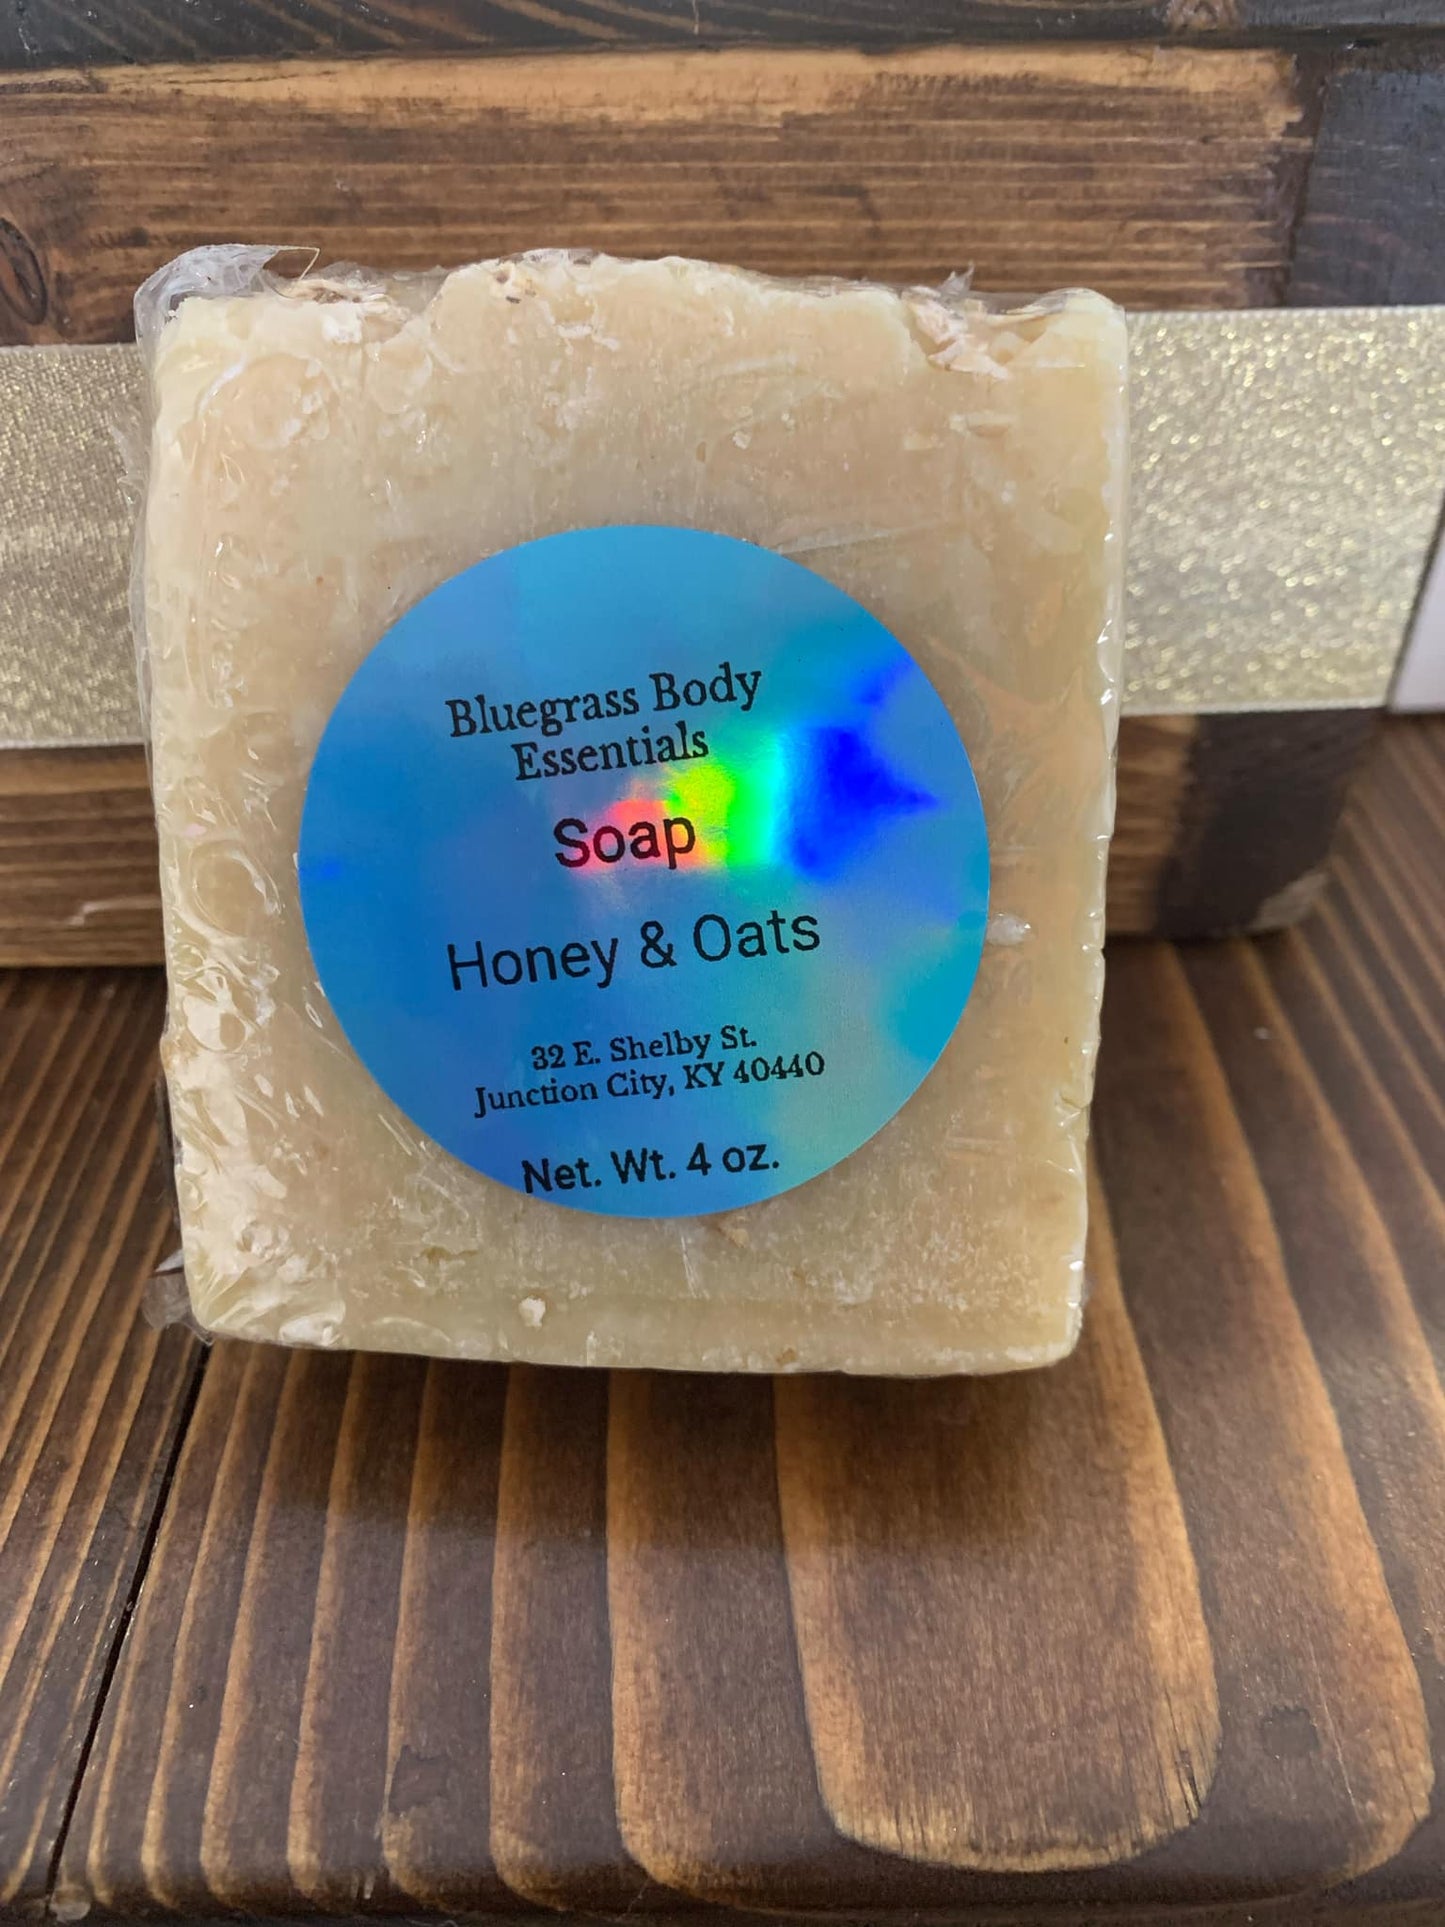 Bluegrass Body
Essentials
Soap
Honey & Oats
32 E. Shelby St.
Junction City, KY 40440
Net. Wt. 4 oz.